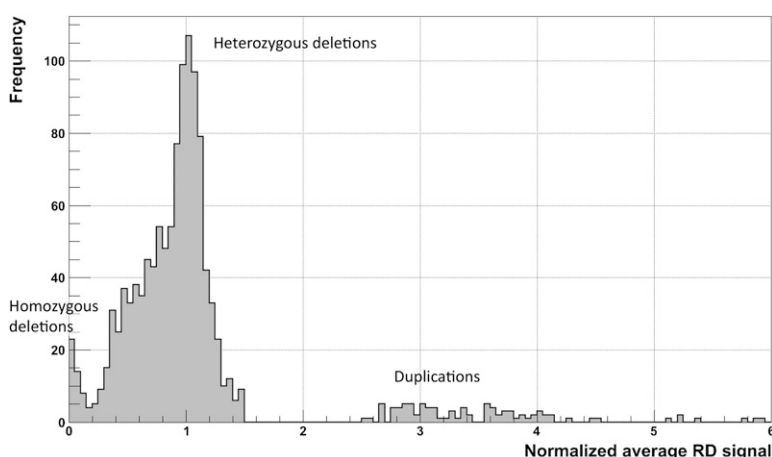 Frequency
100
80
60
40
20
0
Heterozygous deletions
Homozygous
deletions
Duplications
0 1 2 3 4 5 6
Normalized average RD signal